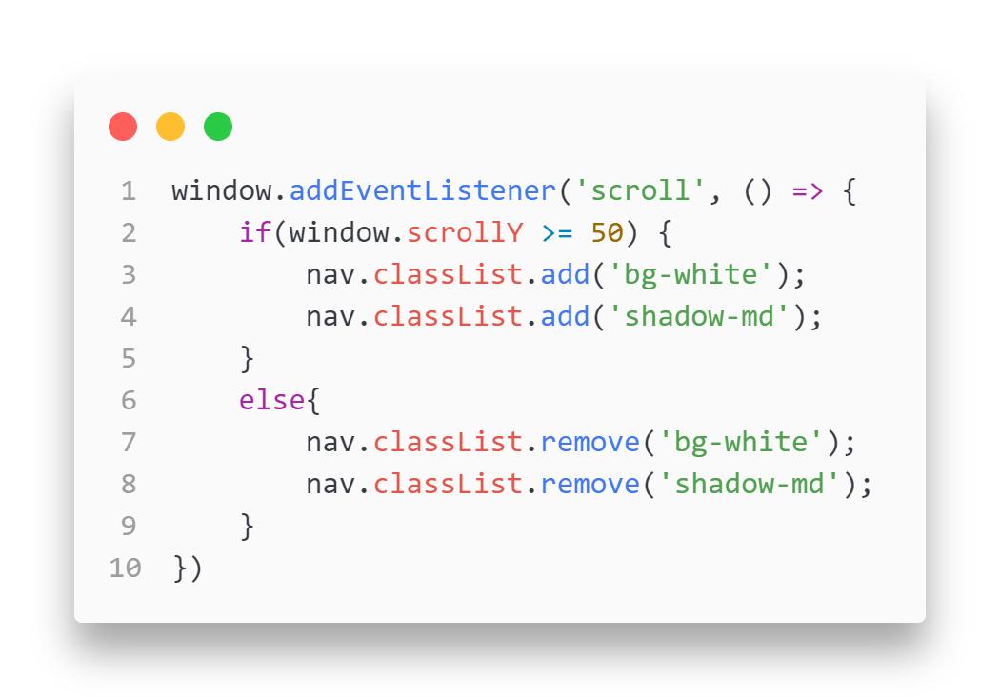 1 window.addEventListener('scroll', () => {
2     if(window.scrollY >= 50) {
3         nav.classList.add('bg-white');
4         nav.classList.add('shadow-md');
5     }
6     else{
7         nav.classList.remove('bg-white');
8         nav.classList.remove('shadow-md');
9     }
10 })